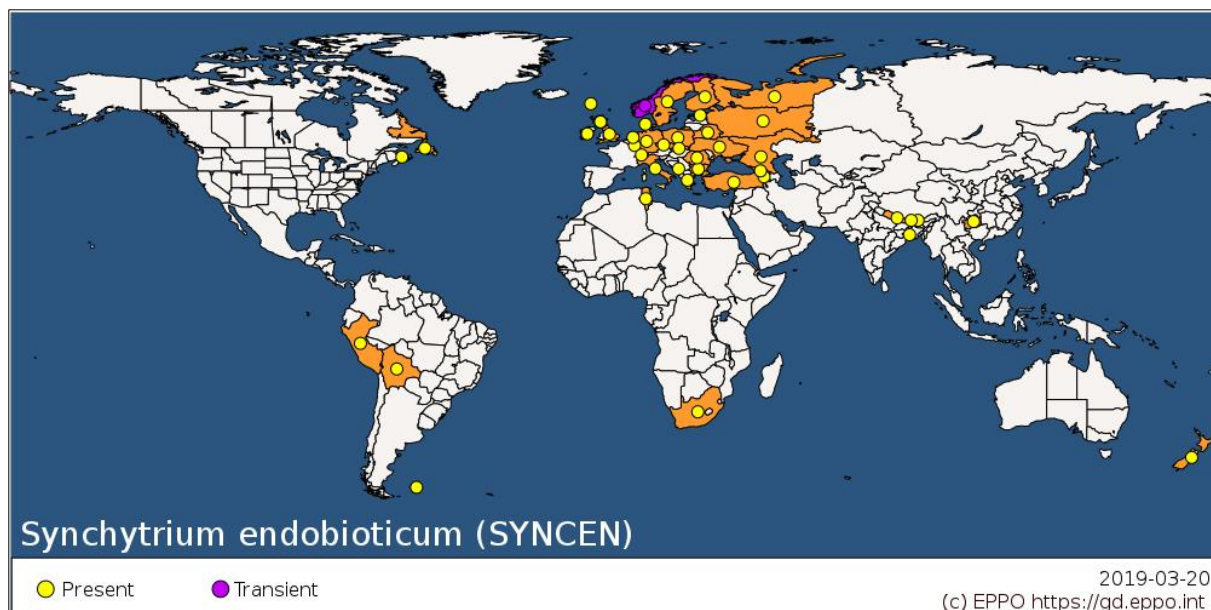 Synchytrium endobioticum (SYNCEN)
Present
Transient
2019-03-20
(c) EPPO https://gd.eppo.int